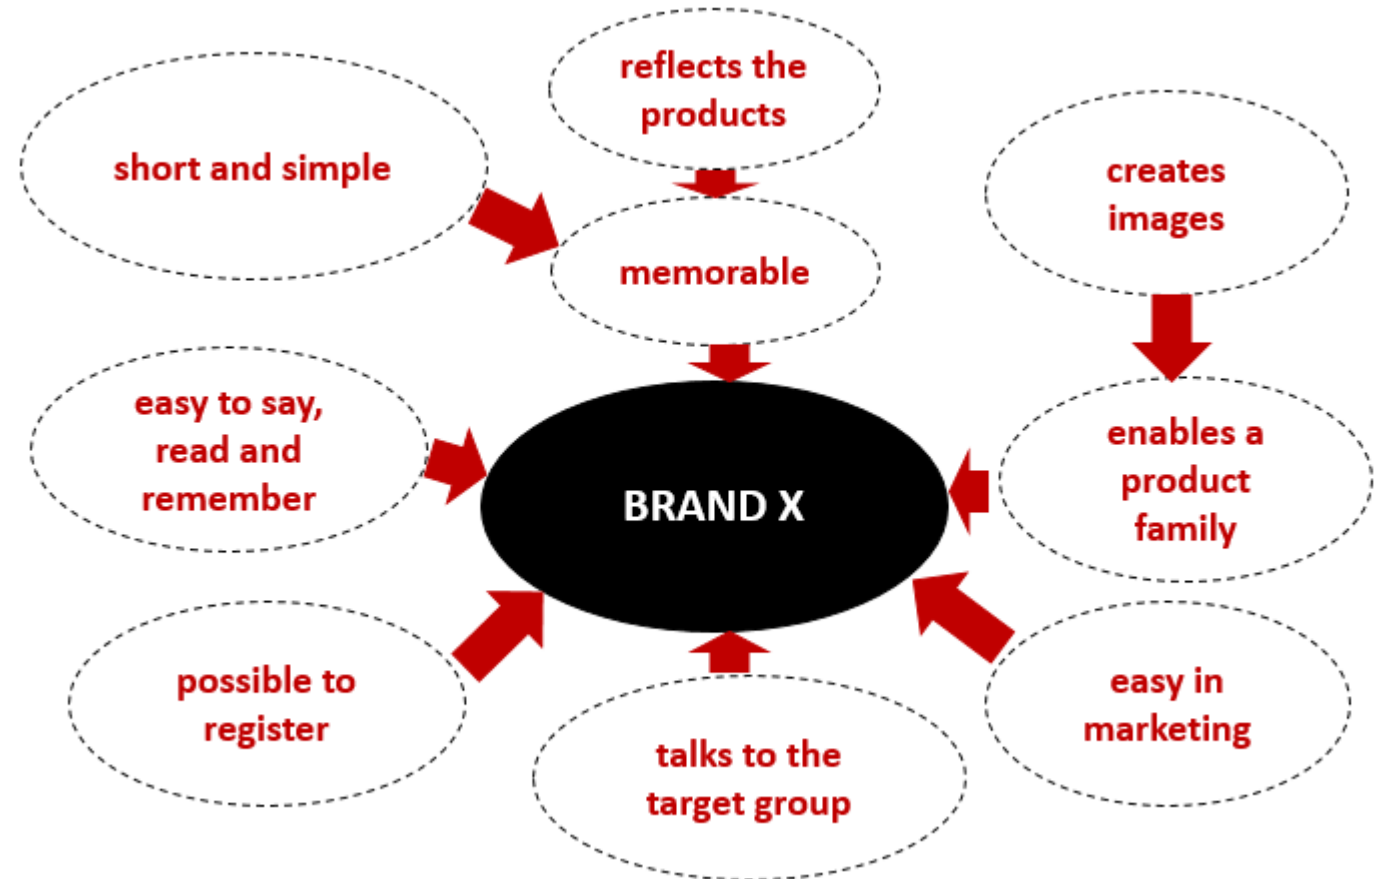 reflects the
products
short and simple
creates
images
memorable
easy to say,
read and
remember
BRAND X
enables a
product
family
possible to
register
talks to the
target group
easy in
marketing